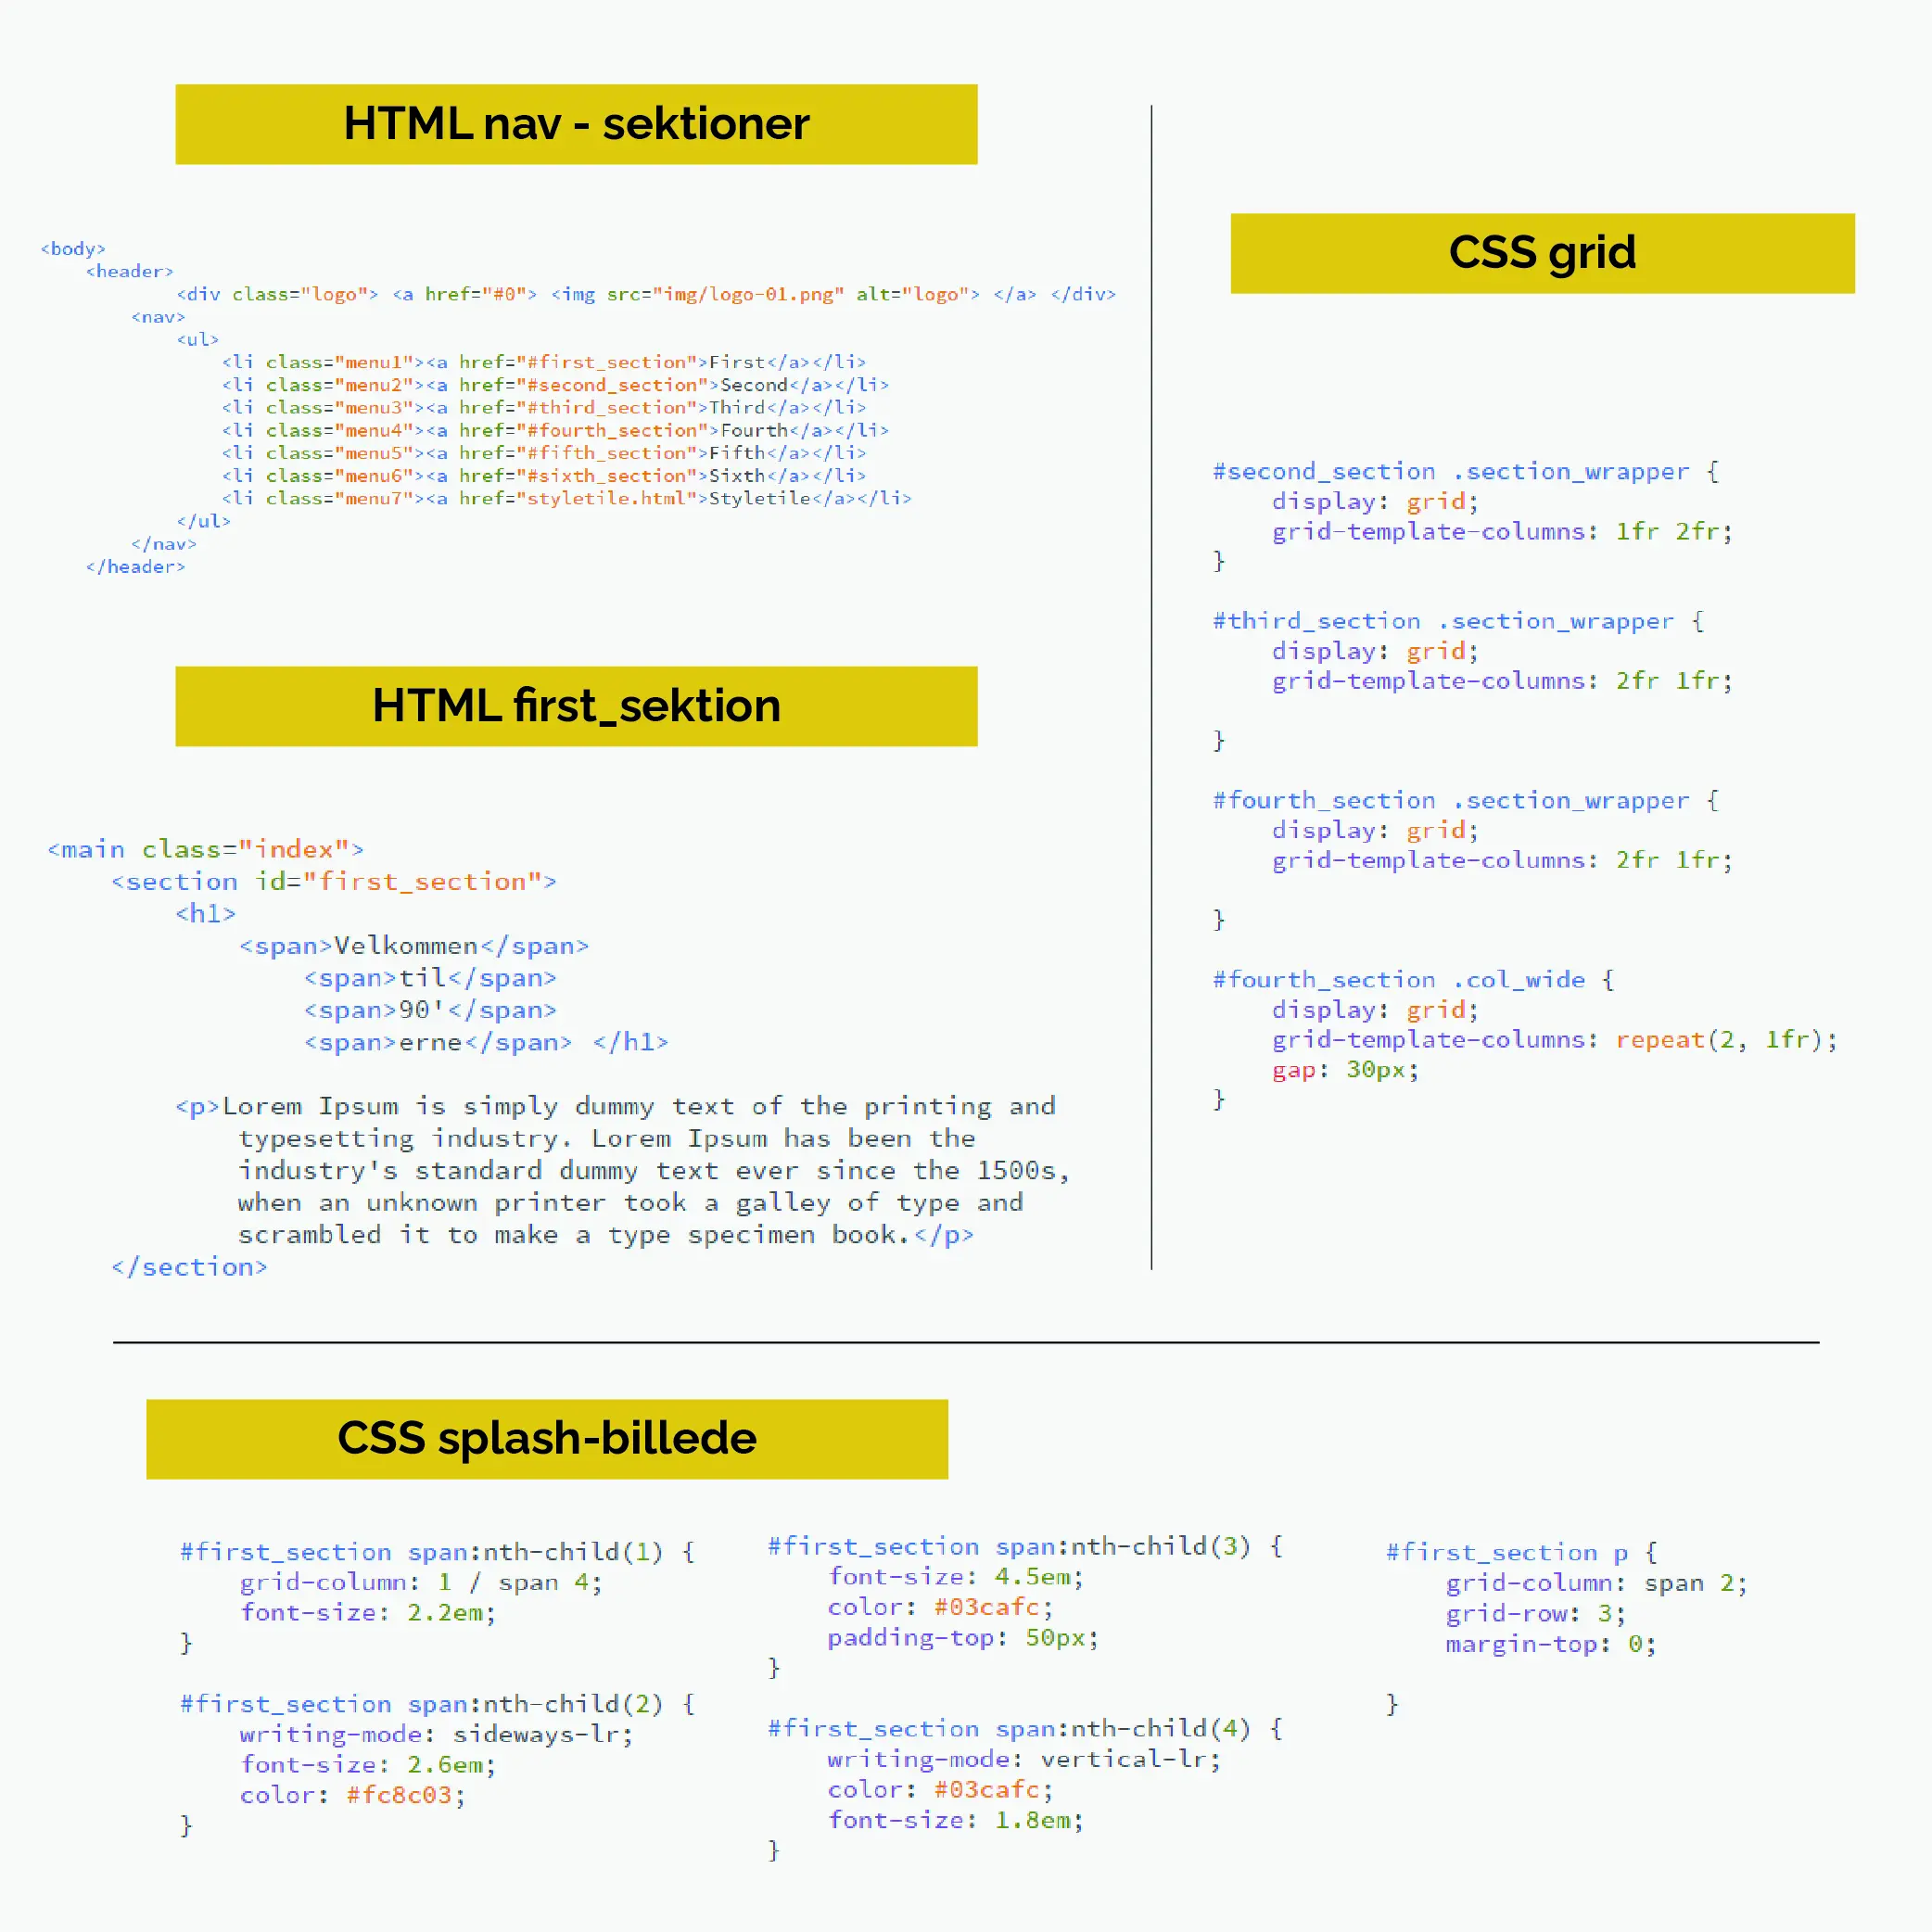 HTML nav - sektioner
<body>
<header>
<div class="logo"> <a href="#0"> <img src="img/logo-01.png" alt="logo"> </a> </div>
<nav>
<ul>
<li class="menu1"><a href="#first_section">First</a></li>
<li class="menu2"><a href="#second_section">Second</a></li>
<li class="menu3"><a href="#third_section">Third</a></li>
<li class="menu4"><a href="#fourth_section">Fourth</a></li>
<li class="menu5"><a href="#fifth_section">Fifth</a></li>
<li class="menu6"><a href="#sixth_section">Sixth</a></li>
<li class="menu7"><a href="styletile.html">Styletile</a></li>
</ul>
</nav>
</header>
HTML first_sektion
<main class="index">
<section id="first_section">
<h1>
<span>Velkommen</span>
<span>til</span>
<span>90'</span>
<span>erne</span> </h1>
<p>Lorem Ipsum is simply dummy text of the printing and
typesetting industry. Lorem Ipsum has been the
industry's standard dummy text ever since the 1500s,
when an unknown printer took a galley of type and
scrambled it to make a type specimen book.</p>
</section>
CSS grid
#second_section .section_wrapper {
display: grid;
grid-template-columns: 1fr 2fr;
}
#third_section .section_wrapper {
display: grid;
grid-template-columns: 2fr 1fr;
}
#fourth_section .section_wrapper {
display: grid;
grid-template-columns: 2fr 1fr;
}
#fourth_section .col_wide {
display: grid;
grid-template-columns: repeat(2, 1fr);
gap: 30px;
}
CSS splash-billede
#first_section span:nth-child(1) {
grid-column: 1 / span 4;
font-size: 2.2em;
}
#first_section span:nth-child(2) {
writing-mode: sideways-lr;
font-size: 2.6em;
color: #fc8c03;
}
#first_section span:nth-child(3) {
font-size: 4.5em;
color: #03cafc;
padding-top: 50px;
}
#first_section span:nth-child(4) {
writing-mode: vertical-lr;
color: #03cafc;
font-size: 1.8em;
}
#first_section p {
grid-column: span 2;
grid-row: 3;
margin-top: 0;
}